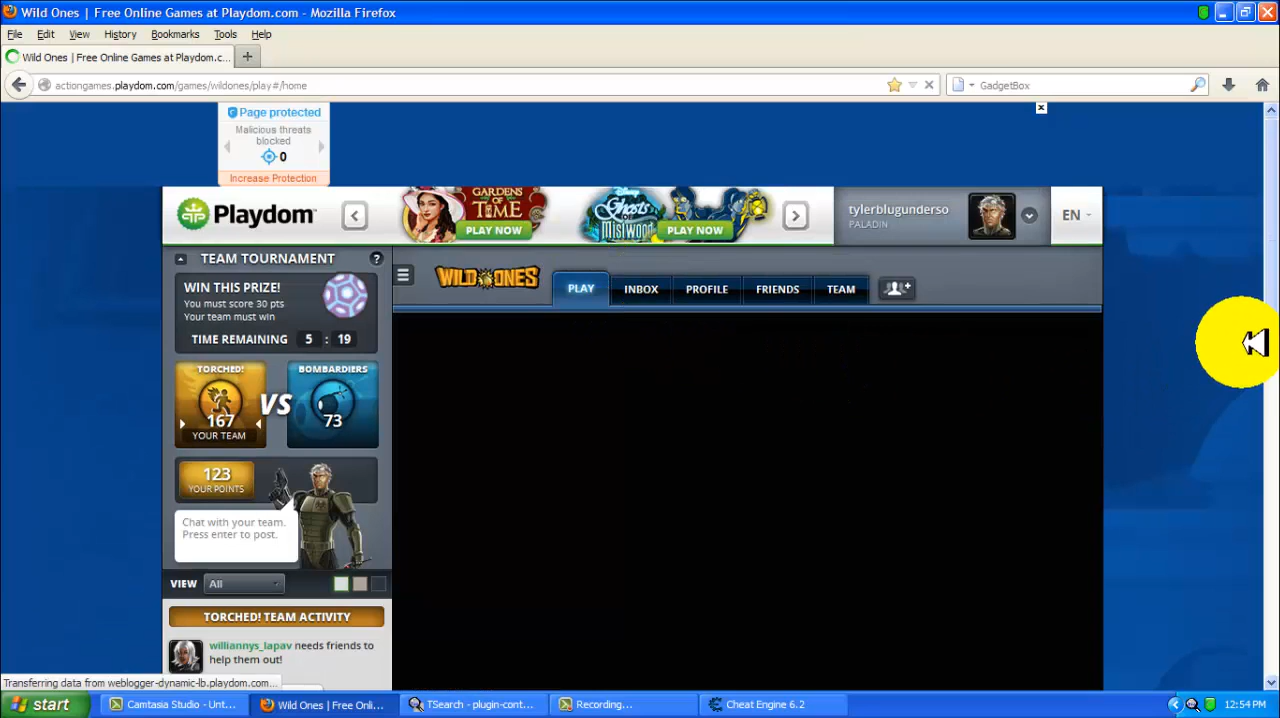 Wild Ones | Free Online Games at Playdom.com - Mozilla Firefox
File Edit View History Bookmarks Tools Help
Wild Ones | Free Online Games at Playdom.c...
actiongames.playdom.com/games/wildones/play#/home
GadgetBox
Page protected
Malicious threats
blocked
0
Increase Protection
Playdom
GARDENS OF TIME
PLAY NOW
Disney
Ghosts of Mistwood
PLAY NOW
tylerblugunderso
PALADIN
EN
TEAM TOURNAMENT
?
WIN THIS PRIZE!
You must score 30 pts
Your team must win
TIME REMAINING 5 : 19
WILD ONES
PLAY
INBOX
PROFILE
FRIENDS
TEAM
TORCHED!
167
YOUR TEAM
VS
BOMBARDIERS
73
123
YOUR POINTS
Chat with your team.
Press enter to post.
VIEW All
TORCHED! TEAM ACTIVITY
williannys_lapav needs friends to
help them out!
Transferring data from weblogger-dynamic-lb.playdom.com...
start
Camtasia Studio - Unt...
Wild Ones | Free Onli...
TSearch - plugin-cont...
Recording...
Cheat Engine 6.2
12:54 PM